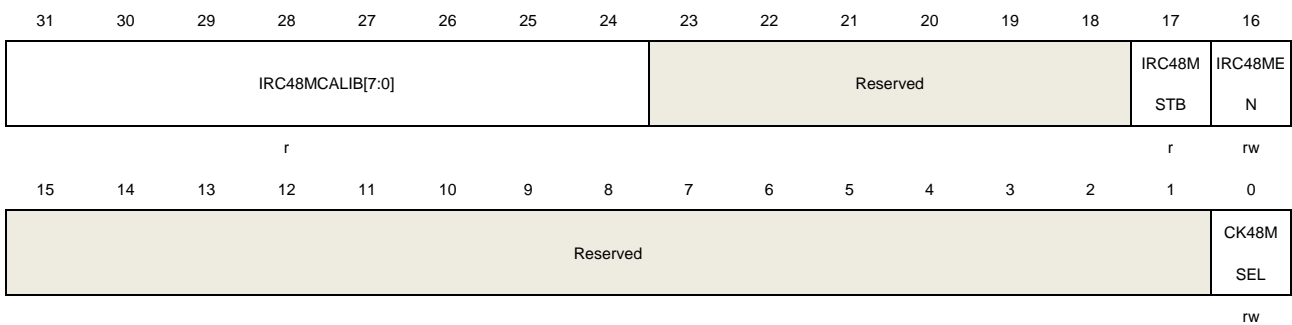 31 30 29 28 27 26 25 24 23 22 21 20 19 18 17 16
IRC48MCALIB[7:0] Reserved IRC48M IRC48ME
STB N
r r rw
15 14 13 12 11 10 9 8 7 6 5 4 3 2 1 0
Reserved CK48M
SEL
rw